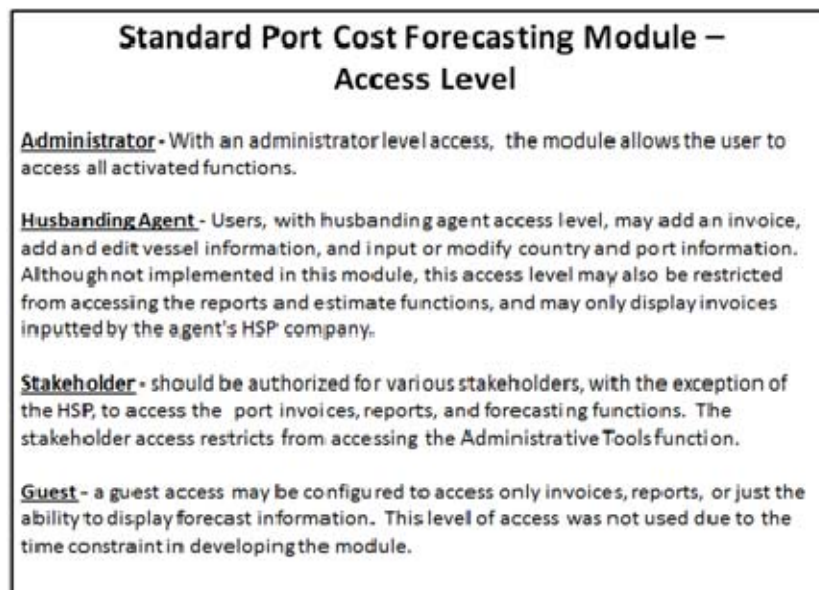 Standard Port Cost Forecasting Module –
Access Level
Administrator - With an administrator level access, the module allows the user to
access all activated functions.
Husbanding Agent - Users, with husbanding agent access level, may add an invoice,
add and edit vessel information, and input or modify country and port information.
Although not implemented in this module, this access level may also be restricted
from accessing the reports and estimate functions, and may only display invoices
inputted by the agent's HSP company.
Stakeholder - should be authorized for various stakeholders, with the exception of
the HSP, to access the port invoices, reports, and forecasting functions. The
stakeholder access restricts from accessing the Administrative Tools function.
Guest - a guest access may be configured to access only invoices, reports, or just the
ability to display forecast information. This level of access was not used due to the
time constraint in developing the module.